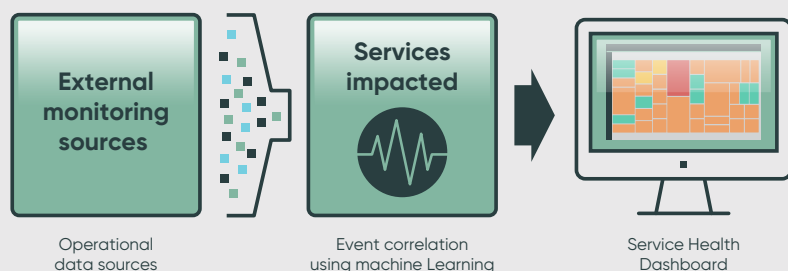 External
monitoring
sources
Services
impacted
Operational
data sources
Event correlation
using machine Learning
Service Health
Dashboard